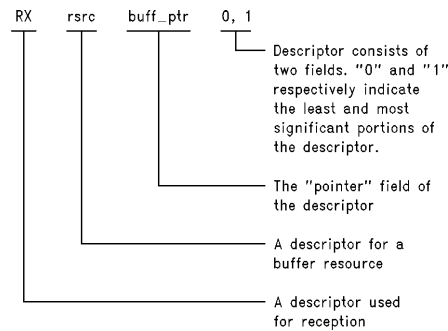 RX rsrc buff_ptr 0, 1
Descriptor consists of
two fields. "0" and "1"
respectively indicate
the least and most
significant portions of
the descriptor.
The "pointer" field of
the descriptor
A descriptor for a
buffer resource
A descriptor used
for reception